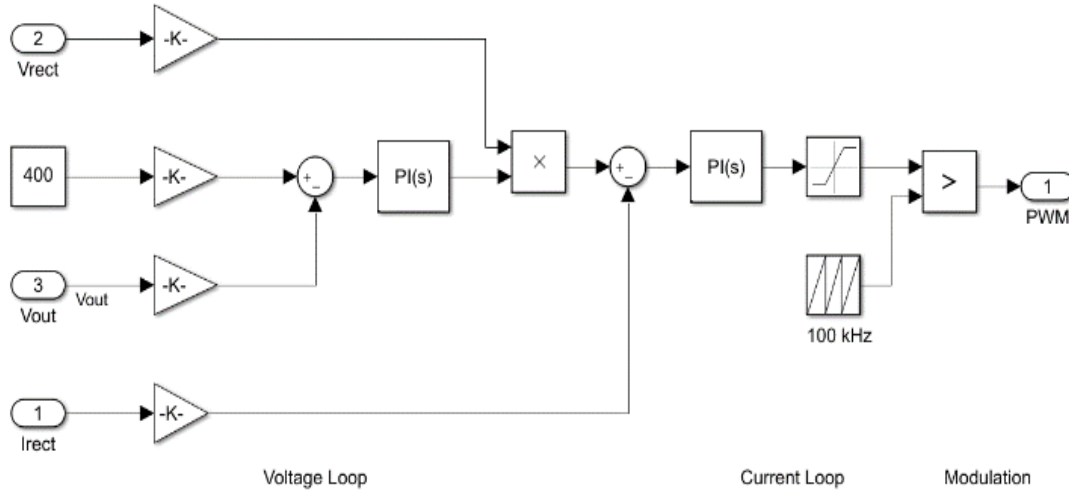 2
-K-
Vrect
400
-K-
+
−
PI(s)
×
+
−
PI(s)
>
1
PWM
3
Vout
Vout
-K-
100 kHz
1
Irect
-K-
Voltage Loop
Current Loop
Modulation